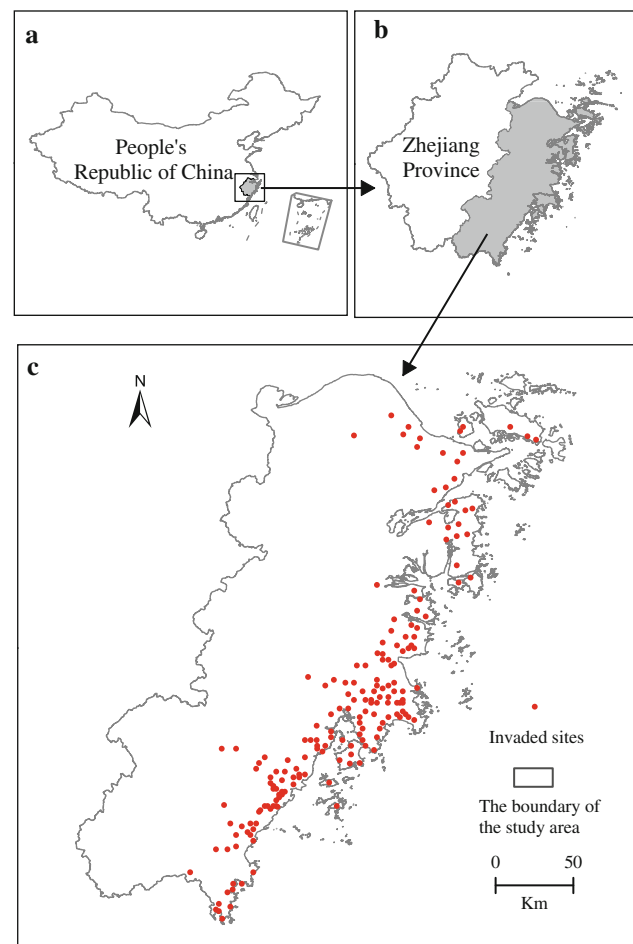 a
People's
Republic of China
b
Zhejiang
Province
c
N
Invaded sites
The boundary of
the study area
0 50
Km